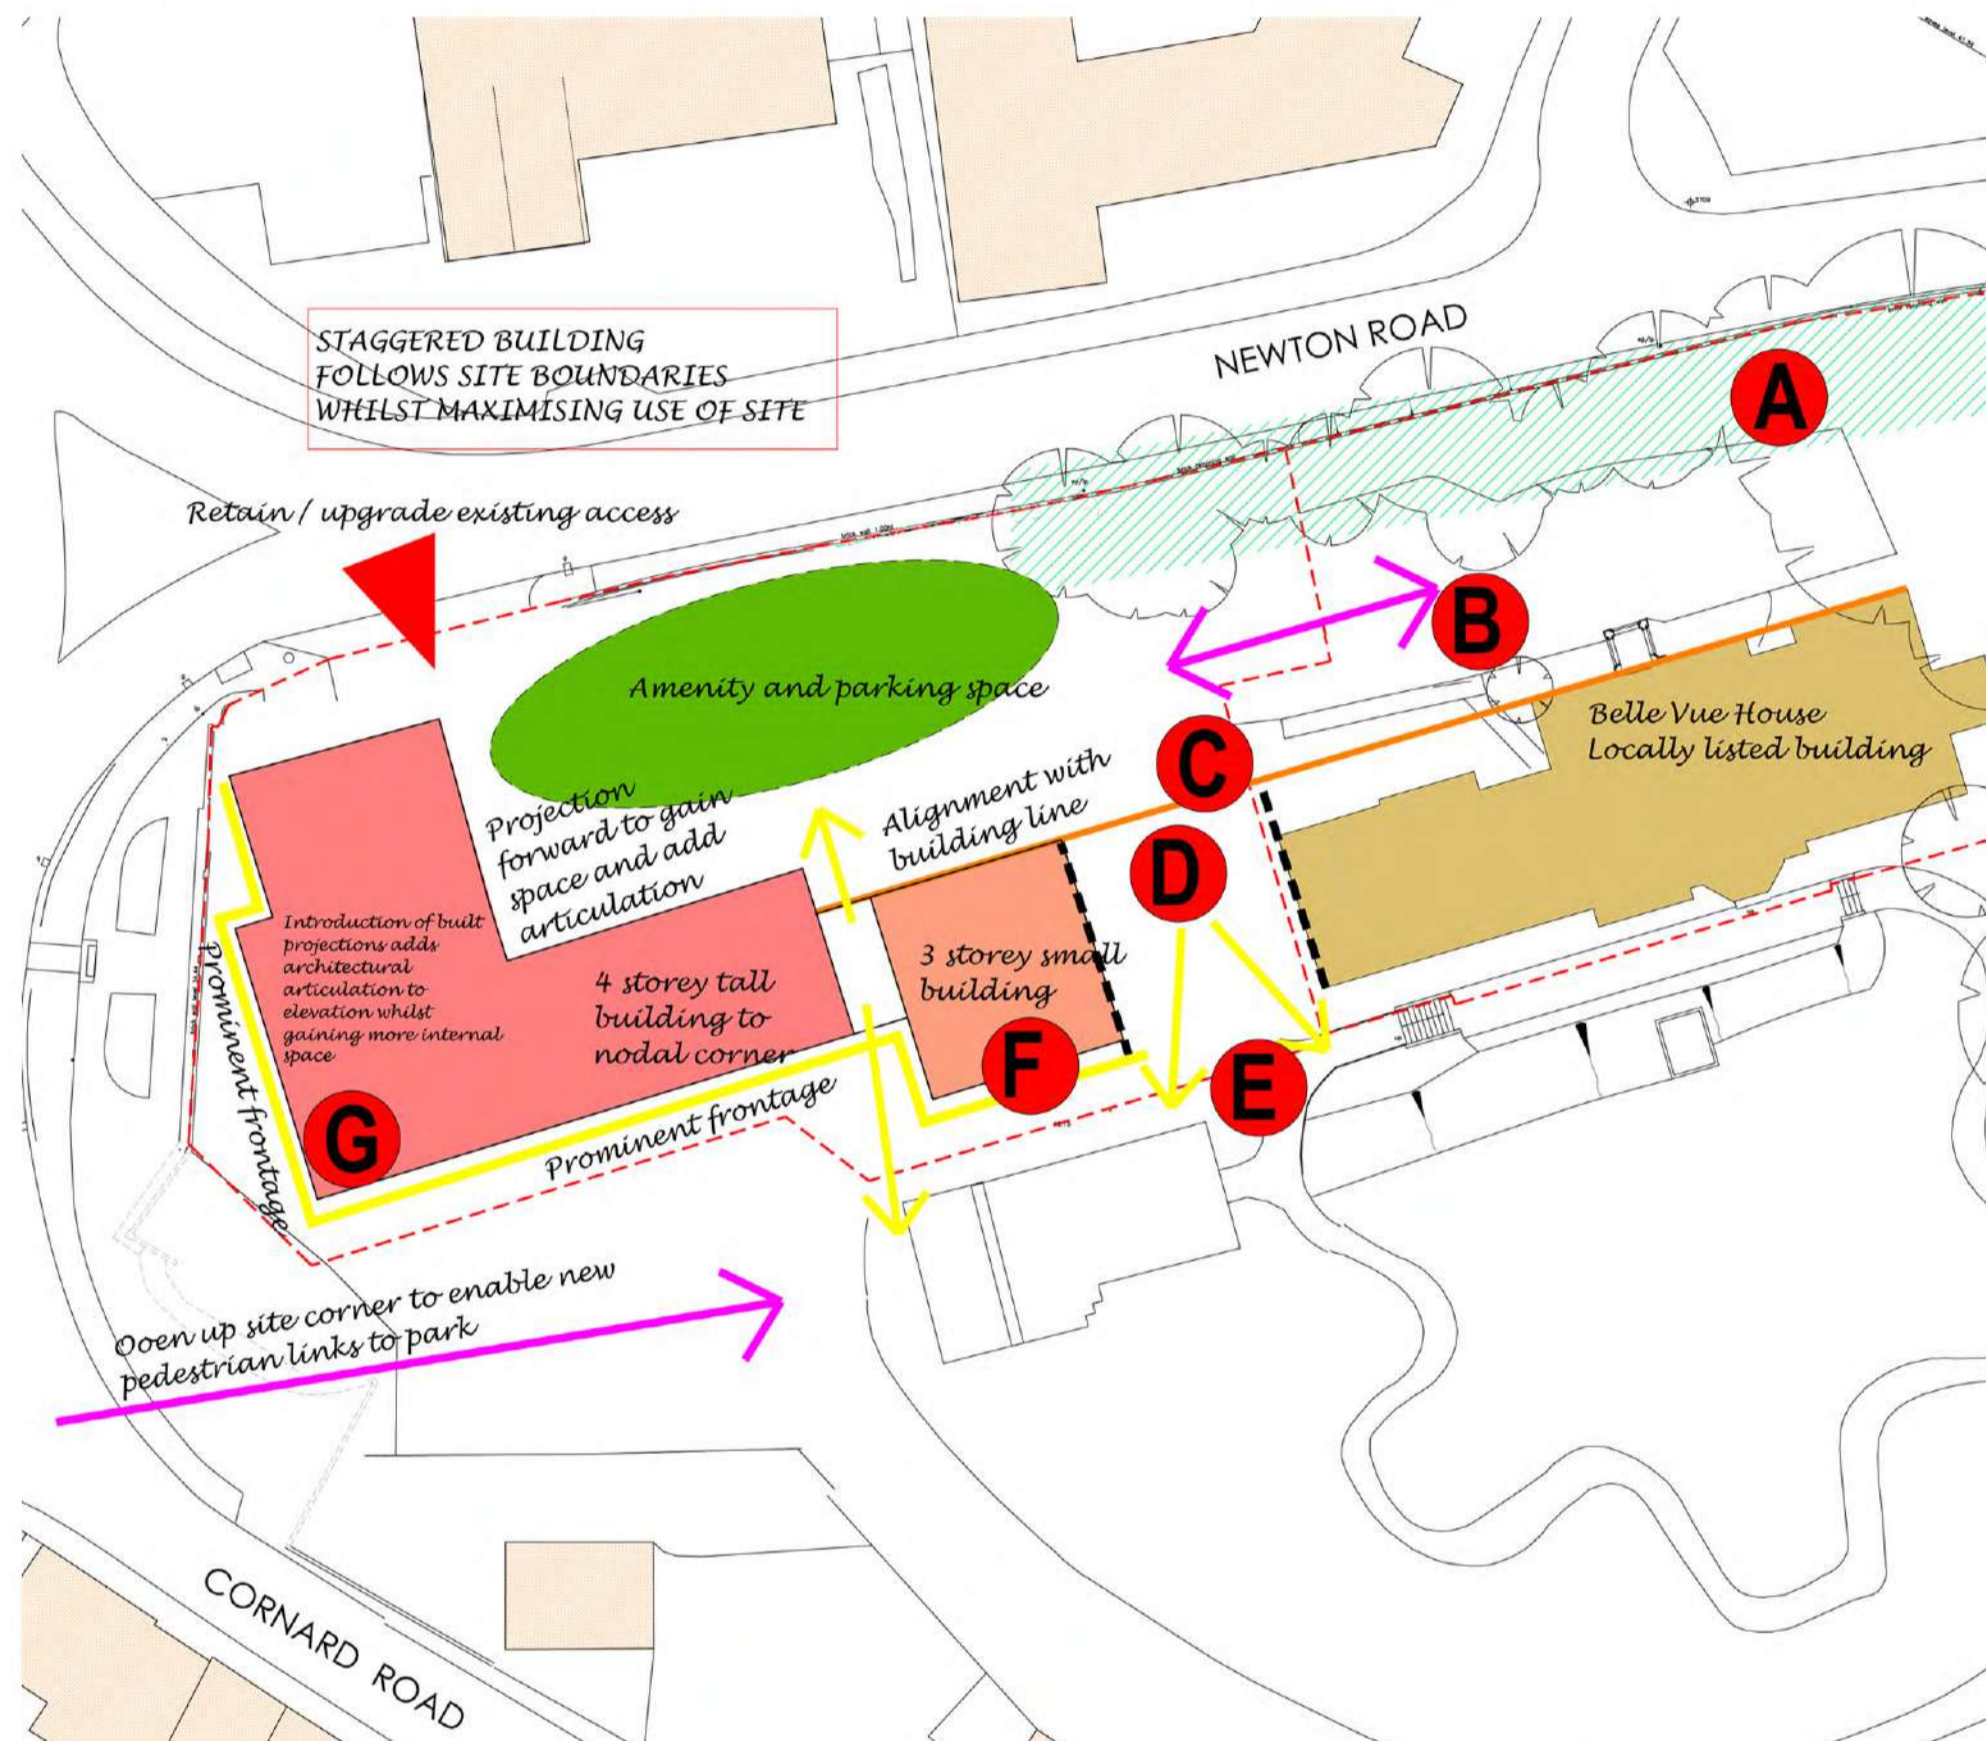 STAGGERED BUILDING
FOLLOWS SITE BOUNDARIES
WHILST MAXIMISING USE OF SITE
NEWTON ROAD
A
Retain / upgrade existing access
B
Amenity and parking space
Belle Vue House
Locally listed building
C
Projection
forward to gain
space and add
articulation
Alignment with
building line
D
Introduction of built
projections adds
architectural
articulation to
elevation whilst
gaining more internal
space
4 storey tall
building to
nodal corner
3 storey small
building
F
E
G
Prominent frontage
Prominent frontage
Ooen up site corner to enable new
pedestrian links to park
CORNARD ROAD